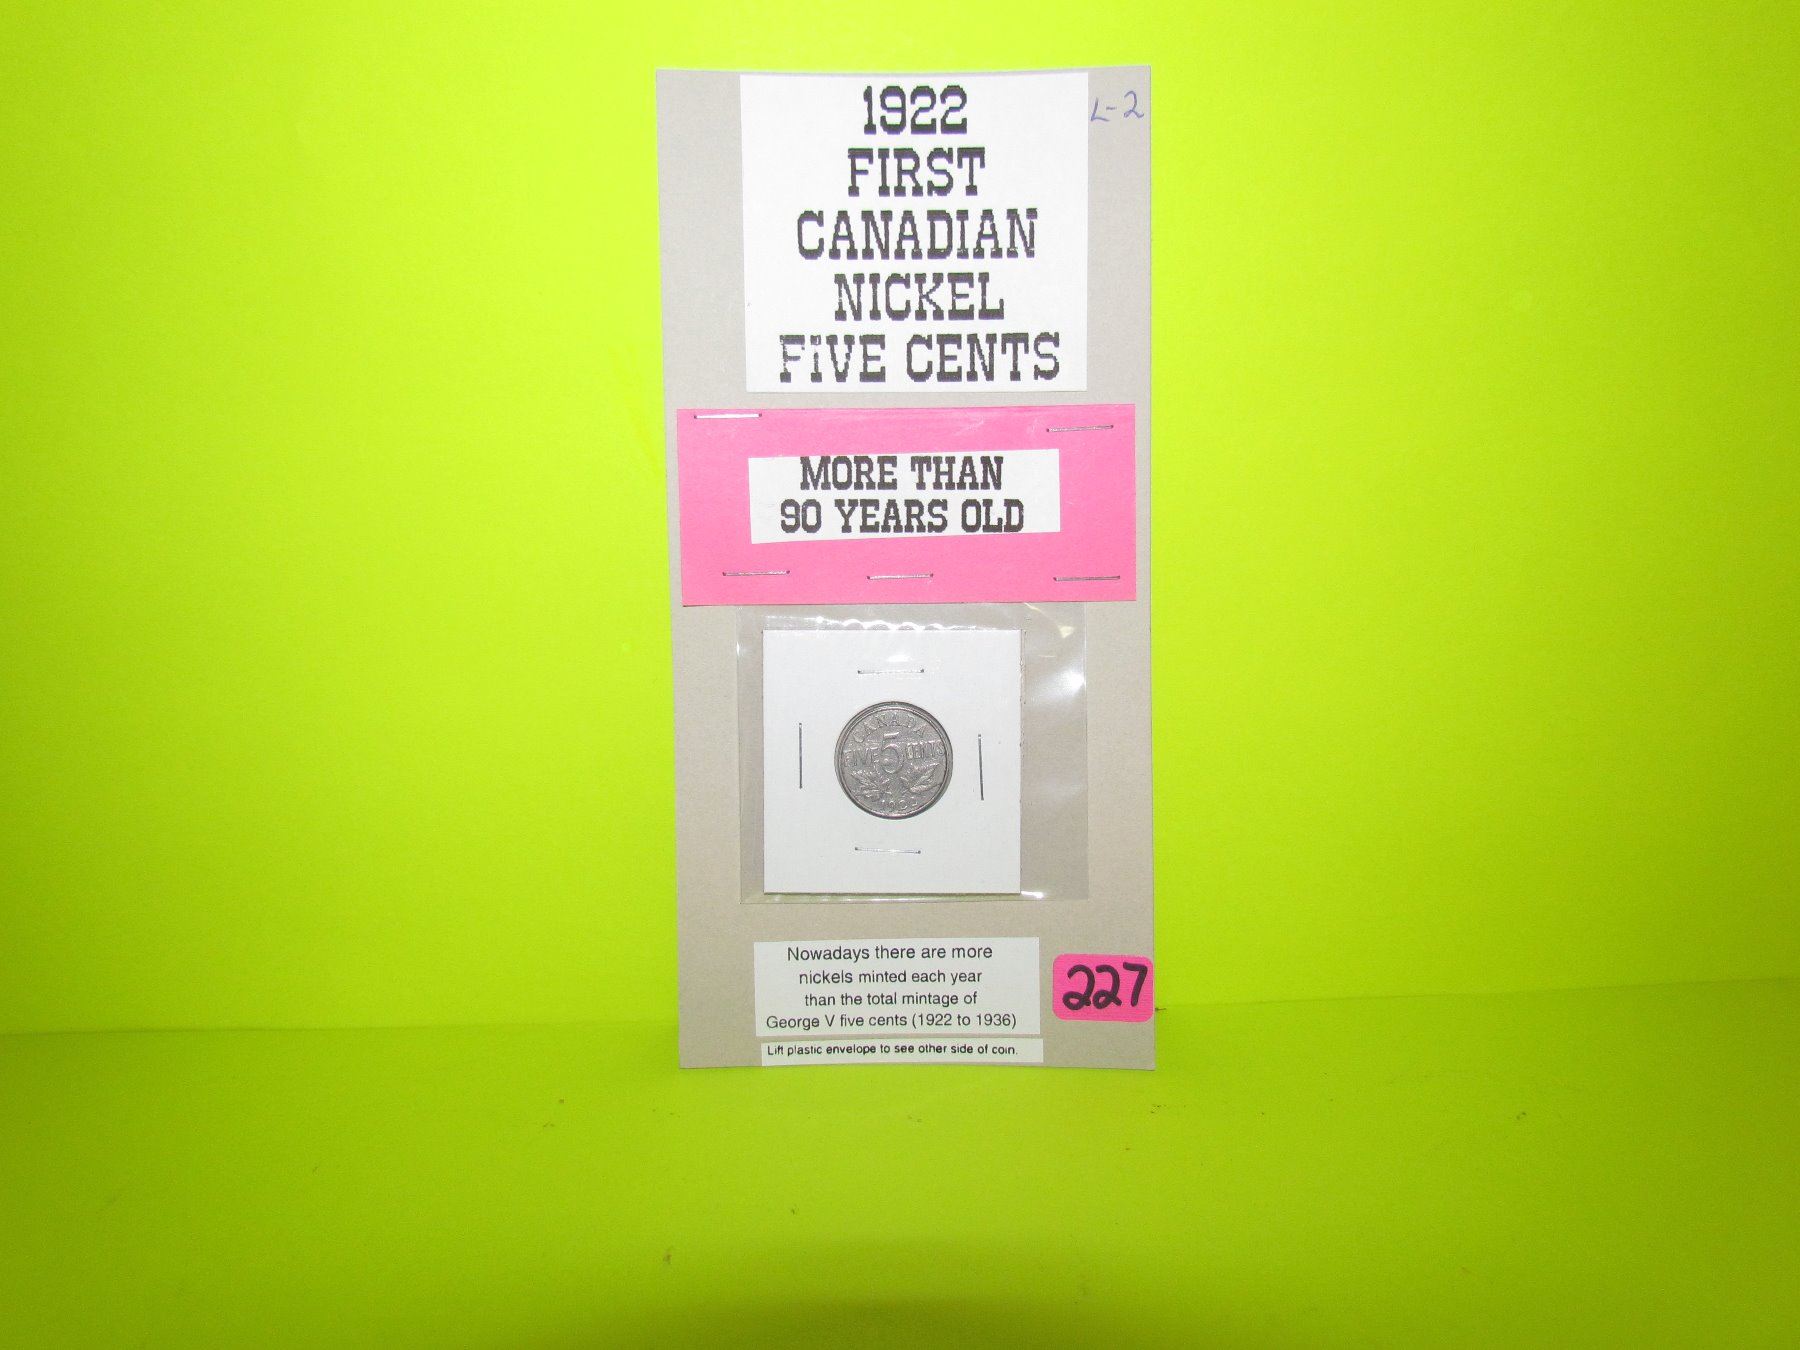 1922
L-2
FIRST
CANADIAN
NICKEL
FiVE CENTS
MORE THAN
90 YEARS OLD
CANADA
FIVE 5 CENTS
1922
Nowadays there are more
nickels minted each year
than the total mintage of
George V five cents (1922 to 1936)
227
Lift plastic envelope to see other side of coin.